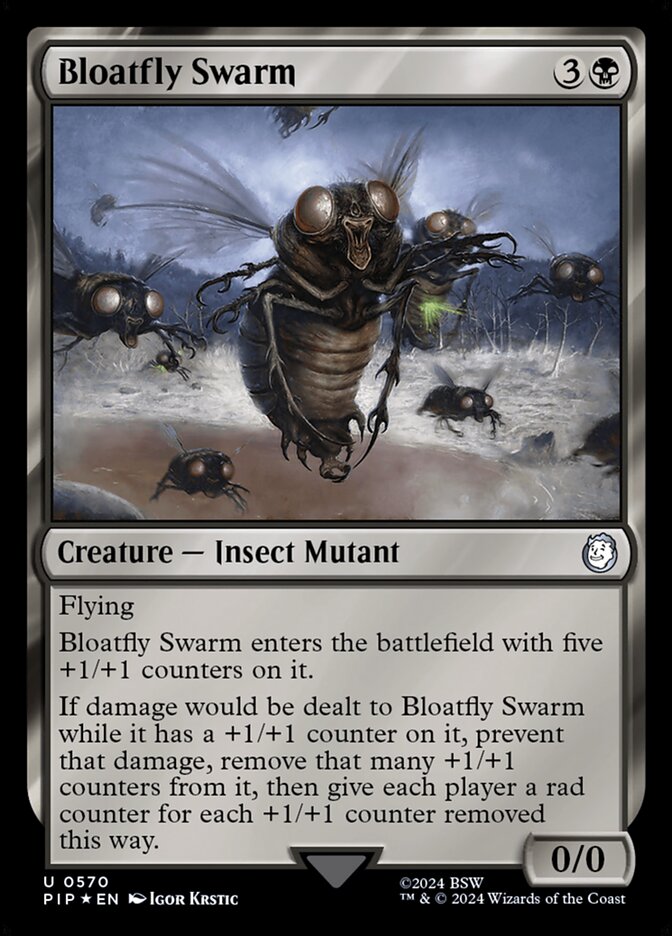 Bloatfly Swarm 3
Creature — Insect Mutant
Flying
Bloatfly Swarm enters the battlefield with five
+1/+1 counters on it.
If damage would be dealt to Bloatfly Swarm
while it has a +1/+1 counter on it, prevent
that damage, remove that many +1/+1
counters from it, then give each player a rad
counter for each +1/+1 counter removed
this way.
0/0
U 0570
PIP★EN Igor Krstic
©2024 BSW
™ & © 2024 Wizards of the Coast